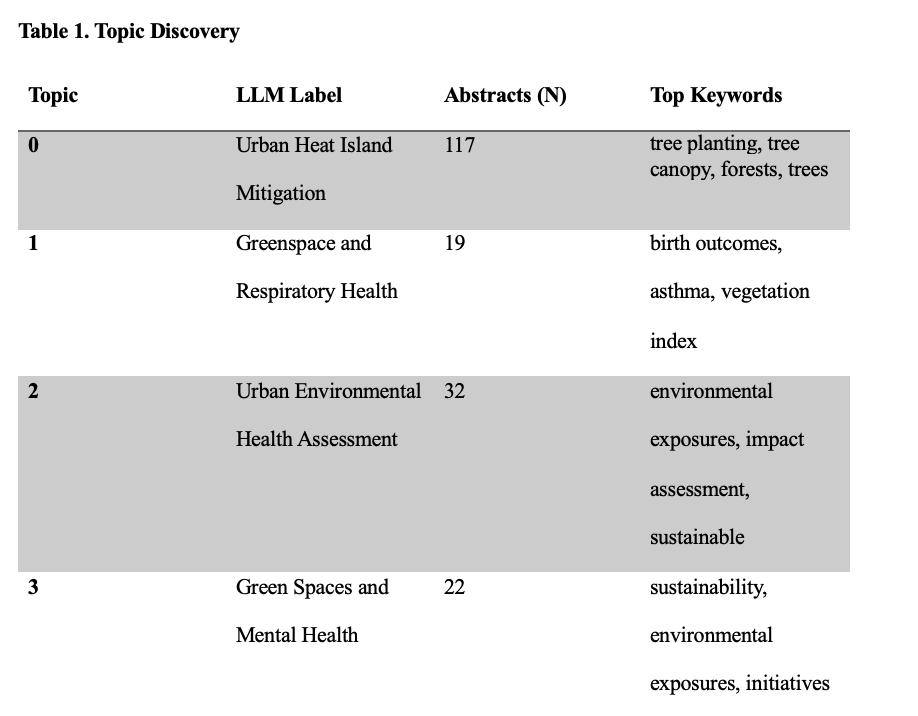 Table 1. Topic Discovery
Topic LLM Label Abstracts (N) Top Keywords
0 Urban Heat Island 117 tree planting, tree
canopy, forests, trees
Mitigation
1 Greenspace and 19 birth outcomes,
Respiratory Health asthma, vegetation
index
2 Urban Environmental 32 environmental
Health Assessment exposures, impact
assessment,
sustainable
3 Green Spaces and 22 sustainability,
Mental Health environmental
exposures, initiatives